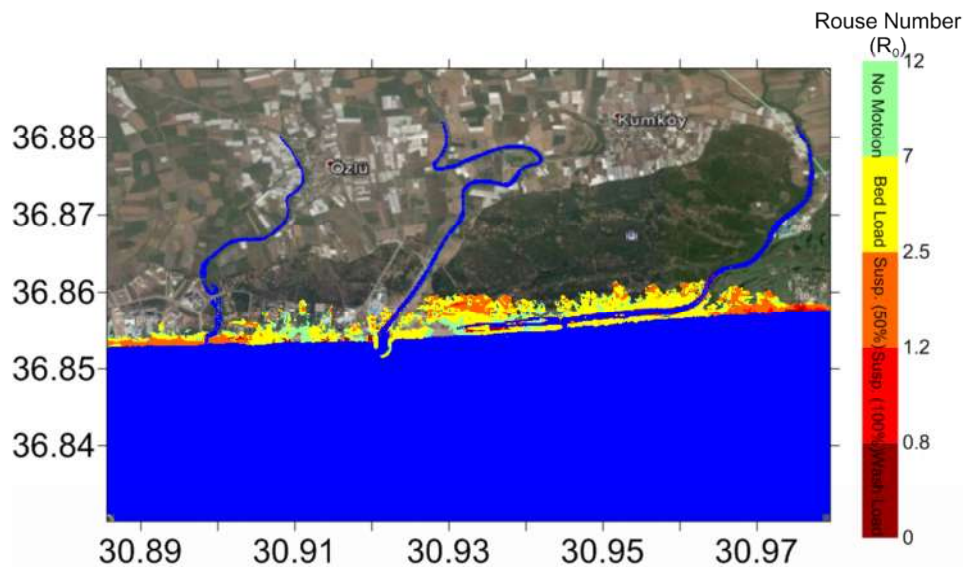 Rouse Number
(R₀)
12
No Motoion
7
Bed Load
2.5
Susp. (50%)
1.2
Susp. (100%)
0.8
Wash Load
0
36.88
36.87
36.86
36.85
36.84
Kumkoy
Ozlu
30.89
30.91
30.93
30.95
30.97